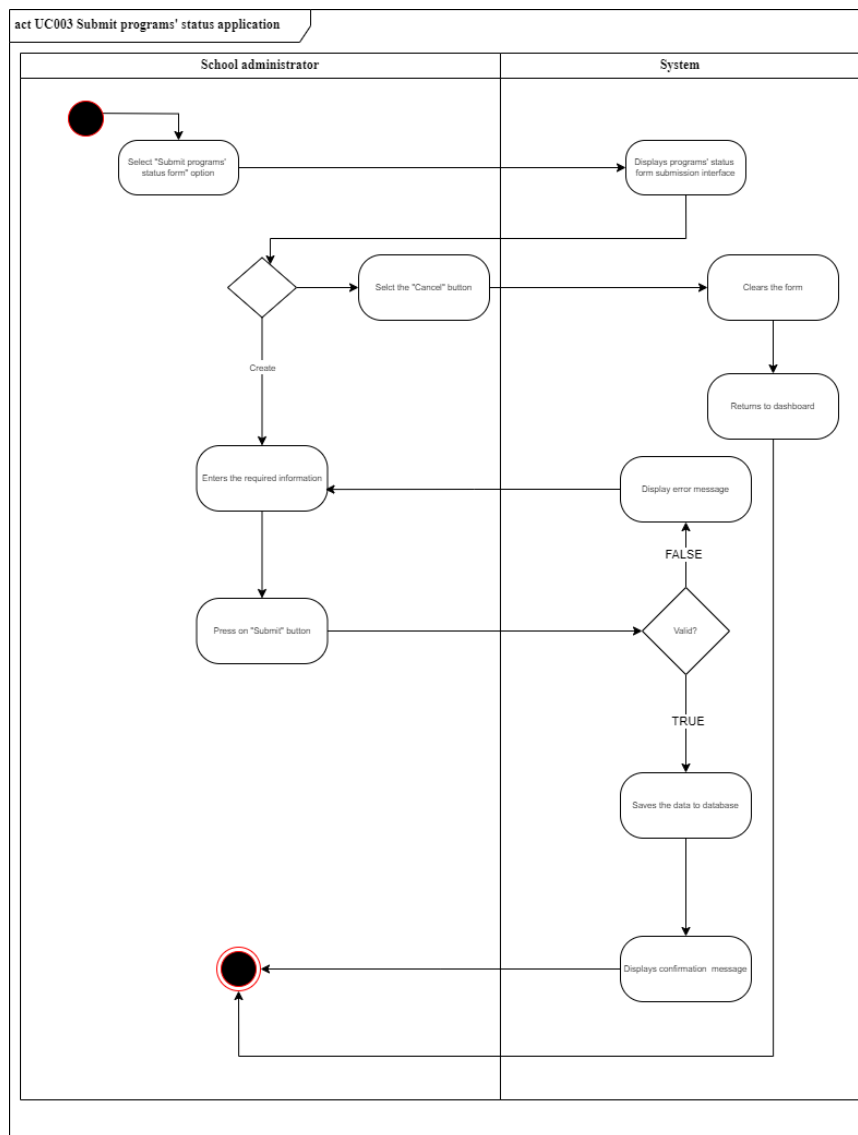 act UC003 Submit programs' status application
School administrator
System
Select "Submit programs'
status form" option
Displays programs' status
form submission interface
Selct the "Cancel" button
Clears the form
Create
Returns to dashboard
Enters the required information
Display error message
FALSE
Press on "Submit" button
Valid?
TRUE
Saves the data to database
Displays confirmation message